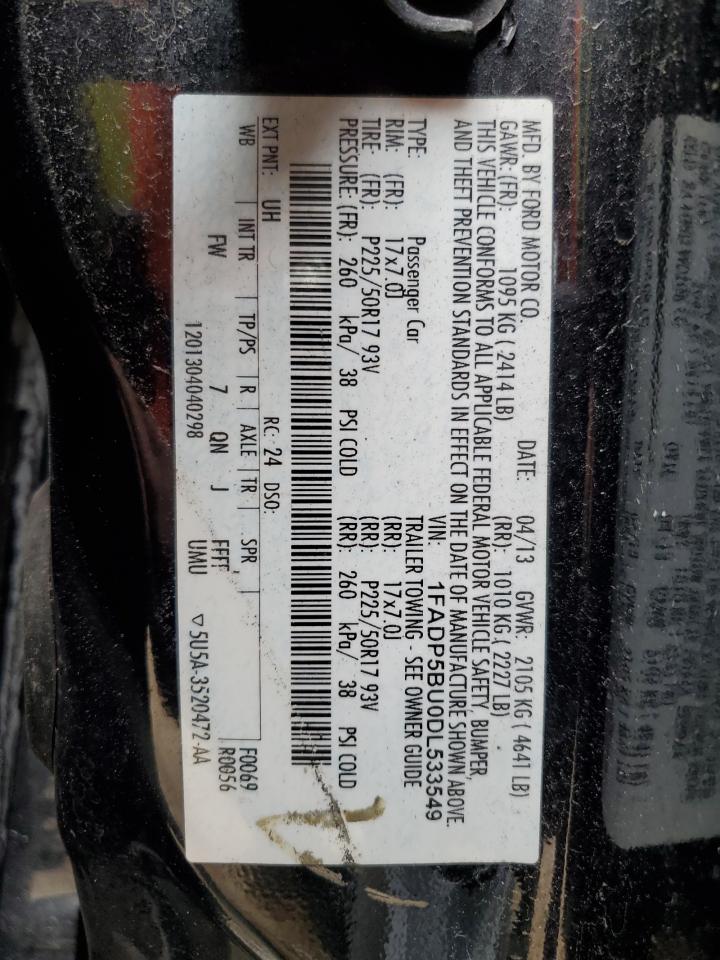 MFD. BY FORD MOTOR CO.
DATE: 04/13 GVWR: 2105 KG ( 4641 LB)
GAWR: (FR): 1095 KG ( 2414 LB) (RR): 1010 KG ( 2227 LB)
THIS VEHICLE CONFORMS TO ALL APPLICABLE FEDERAL MOTOR VEHICLE SAFETY, BUMPER,
AND THEFT PREVENTION STANDARDS IN EFFECT ON THE DATE OF MANUFACTURE SHOWN ABOVE.
VIN: 1FADP5BU0DL533549
TYPE: Passenger Car TRAILER TOWING - SEE OWNER GUIDE
RIM: (FR): 17x7.0J (RR): 17x7.0J
TIRE: (FR): P225/50R17 93V (RR): P225/50R17 93V
PRESSURE: (FR): 260 kPa/ 38 PSI COLD (RR): 260 kPa/ 38 PSI COLD
EXT PNT: UH RC: 24 DSO: F0069
WB INT TR TP/PS R AXLE TR SPR R0056
FW 7 QN J FFFF
UMU
1201304040298 5U5A-3520472-AA